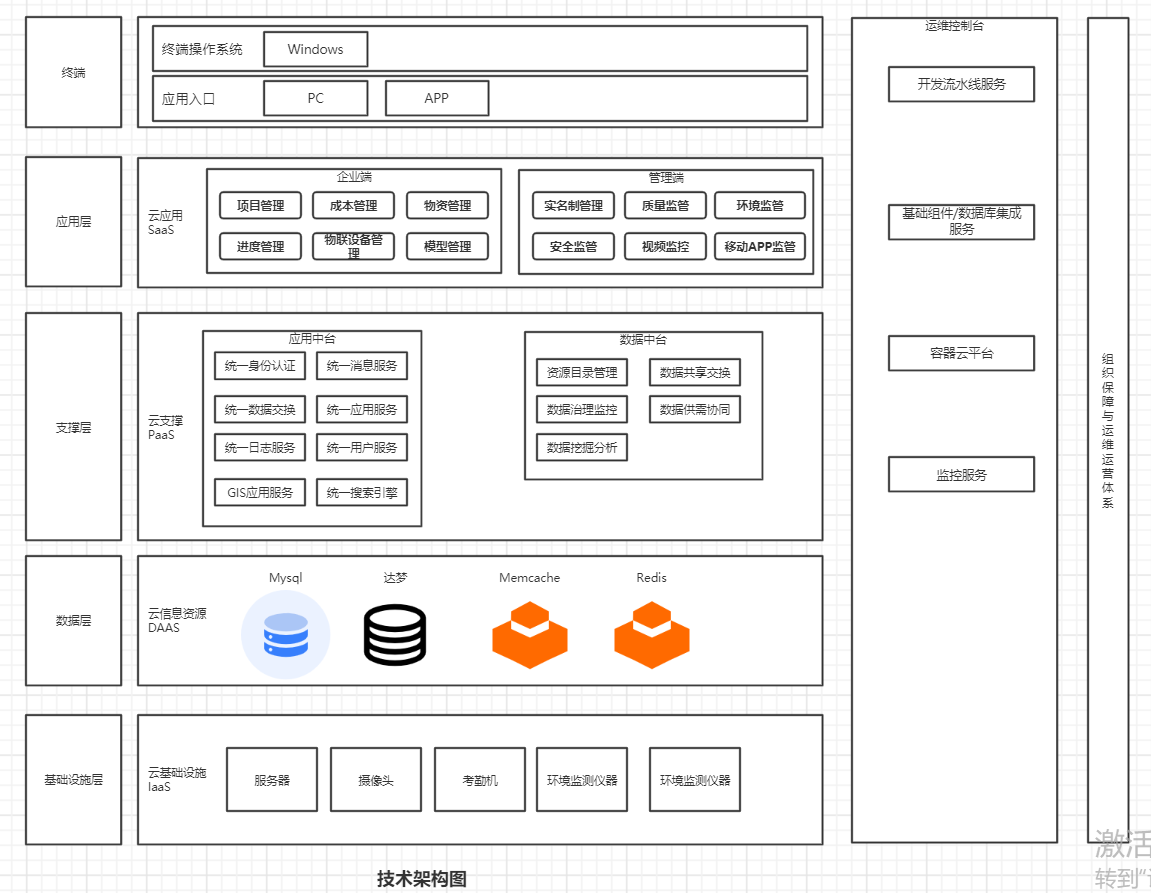 终端
终端操作系统
Windows
应用入口
PC
APP
应用层
云应用
SaaS
企业端
项目管理
成本管理
物资管理
进度管理
物联设备管
理
模型管理
管理端
实名制管理
质量监管
环境监管
安全监管
视频监控
移动APP监管
支撑层
云支撑
PaaS
应用中台
统一身份认证
统一消息服务
统一数据交换
统一应用服务
统一日志服务
统一用户服务
GIS应用服务
统一搜索引擎
数据中台
资源目录管理
数据共享交换
数据治理监控
数据供需协同
数据挖掘分析
数据层
云信息资源
DAAS
Mysql
达梦
Memcache
Redis
基础设施层
云基础设施
IaaS
服务器
摄像头
考勤机
环境监测仪器
环境监测仪器
运维控制台
开发流水线服务
基础组件/数据库集成
服务
容器云平台
监控服务
组织保障与运维运营体系
技术架构图
激活
转到“